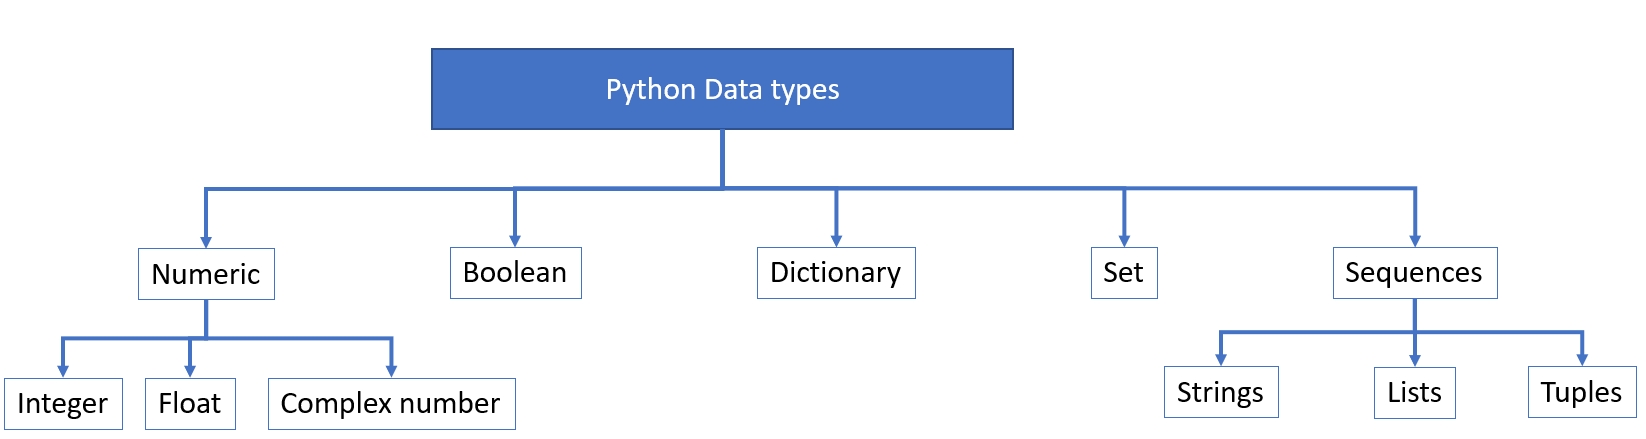 Python Data types
Numeric
Boolean
Dictionary
Set
Sequences
Integer
Float
Complex number
Strings
Lists
Tuples